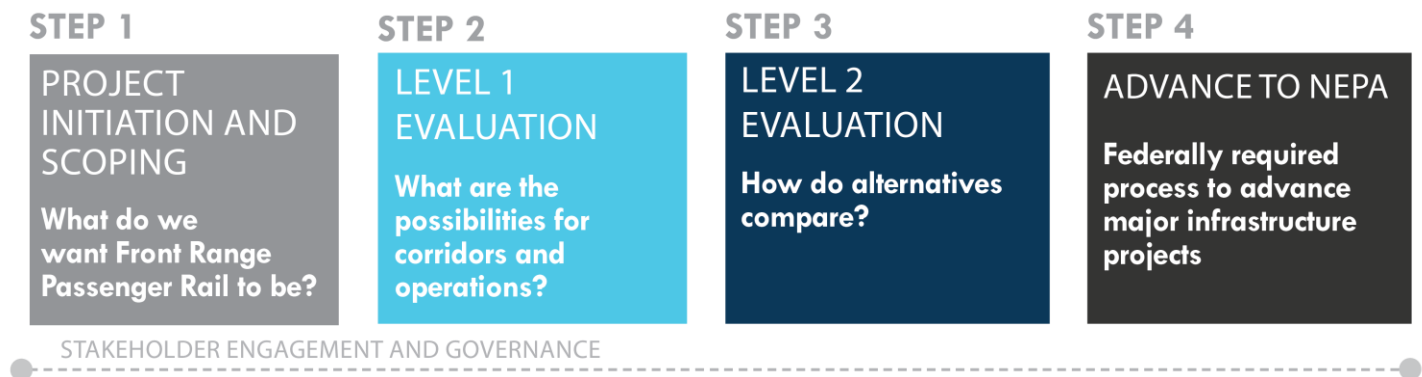 STEP 1
PROJECT
INITIATION AND
SCOPING
What do we
want Front Range
Passenger Rail to be?
STEP 2
LEVEL 1
EVALUATION
What are the
possibilities for
corridors and
operations?
STEP 3
LEVEL 2
EVALUATION
How do alternatives
compare?
STEP 4
ADVANCE TO NEPA
Federally required
process to advance
major infrastructure
projects
STAKEHOLDER ENGAGEMENT AND GOVERNANCE